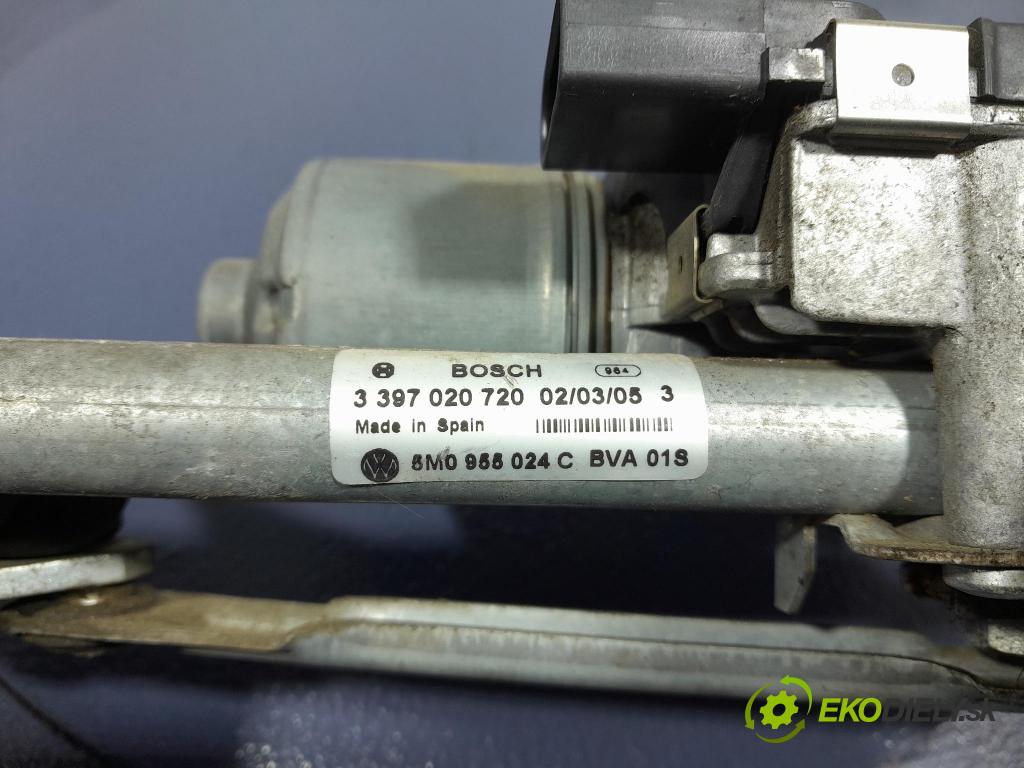 BOSCH 964
3 397 020 720 02/03/05 3
Made in Spain
5M0 955 024 C BVA 01S
EKODIELY.SK